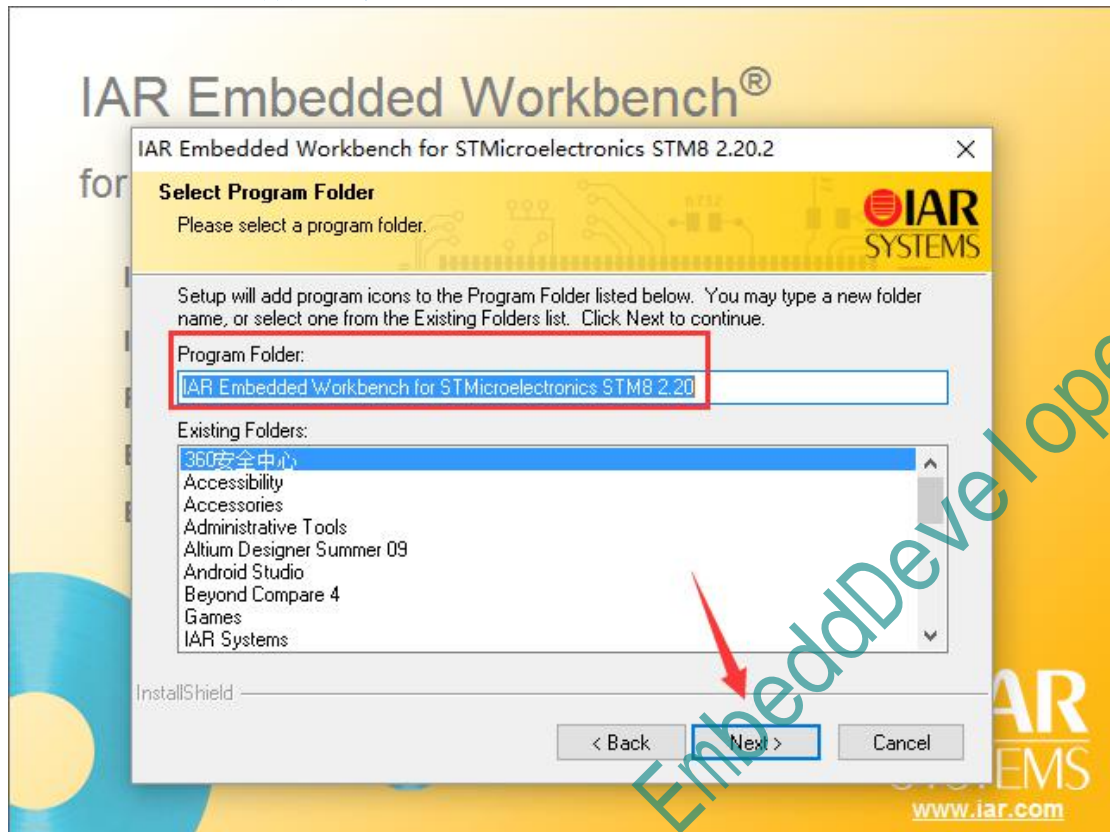 IAR Embedded Workbench®
IAR Embedded Workbench for STMicroelectronics STM8 2.20.2
for
Select Program Folder
Please select a program folder.
IAR
SYSTEMS
Setup will add program icons to the Program Folder listed below. You may type a new folder
name, or select one from the Existing Folders list. Click Next to continue.
Program Folder:
IAR Embedded Workbench for STMicroelectronics STM8 2.20
Existing Folders:
360安全中心
Accessibility
Accessories
Administrative Tools
Altium Designer Summer 09
Android Studio
Beyond Compare 4
Games
IAR Systems
InstallShield
< Back
Next >
Cancel
www.iar.com